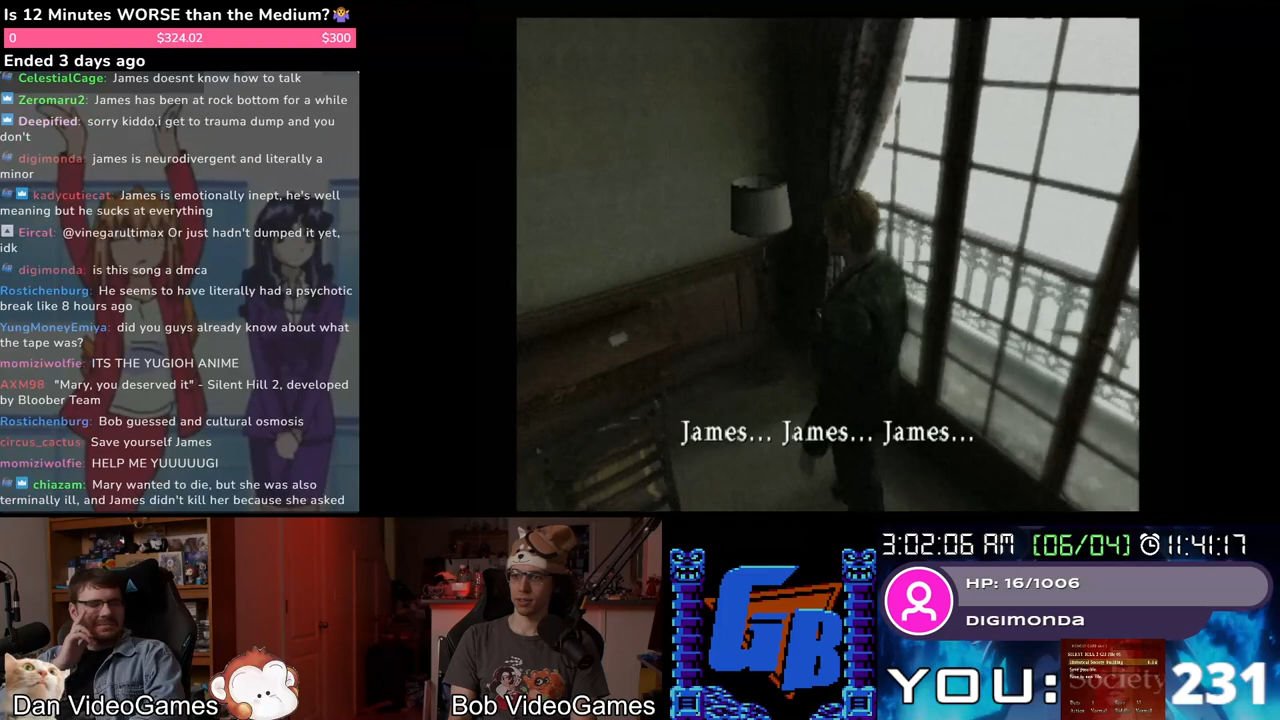 Is 12 Minutes WORSE than the Medium?🤷‍♀️
0 $324.02 $300
Ended 3 days ago
CelestialCage: James doesnt know how to talk
Zeromaru2: James has been at rock bottom for a while
Deepified: sorry kiddo,i get to trauma dump and you
don't
digimonda: james is neurodivergent and literally a
minor
kadycutiecat: James is emotionally inept, he's well
meaning but he sucks at everything
Eircal: @vinegarultimax Or just hadn't dumped it yet,
idk
digimonda: is this song a dmca
Rostichenburg: He seems to have literally had a psychotic
break like 8 hours ago
YungMoneyEmiya: did you guys already know about what
the tape was?
momiziwolfie: ITS THE YUGIOH ANIME
AXM98: "Mary, you deserved it" - Silent Hill 2, developed
by Bloober Team
Rostichenburg: Bob guessed and cultural osmosis
circus_cactus: Save yourself James
momiziwolfie: HELP ME YUUUUUGI
chiazam: Mary wanted to die, but she was also
terminally ill, and James didn't kill her because she asked
James... James... James...
Dan VideoGames
Bob VideoGames
GB
3:02:06 AM [06/04] 11:41:17
HP: 16/1006
DIGIMONDA
YOU:
Society
231